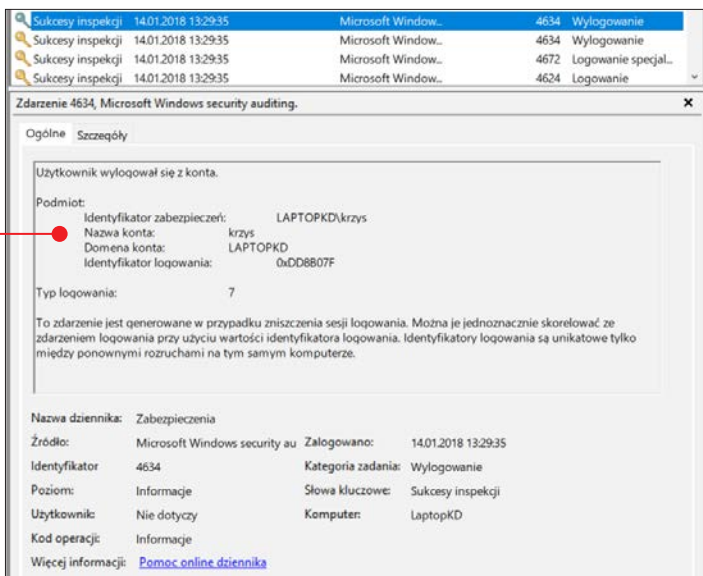 Sukcesy inspekcji 14.01.2018 13:29:35 Microsoft Window... 4634 Wylogowanie
Sukcesy inspekcji 14.01.2018 13:29:35 Microsoft Window... 4634 Wylogowanie
Sukcesy inspekcji 14.01.2018 13:29:35 Microsoft Window... 4672 Logowanie specjal...
Sukcesy inspekcji 14.01.2018 13:29:35 Microsoft Window... 4624 Logowanie
Zdarzenie 4634, Microsoft Windows security auditing.
Ogólne Szczegóły
Użytkownik wylogował się z konta.
Podmiot:
Identyfikator zabezpieczeń: LAPTOPKD\krzys
Nazwa konta: krzys
Domena konta: LAPTOPKD
Identyfikator logowania: 0xDD8B07F
Typ logowania: 7
To zdarzenie jest generowane w przypadku zniszczenia sesji logowania. Można je jednoznacznie skorelować ze
zdarzeniem logowania przy użyciu wartości identyfikatora logowania. Identyfikatory logowania są unikatowe tylko
między ponownymi rozruchami na tym samym komputerze.
Nazwa dziennika: Zabezpieczenia
Źródło: Microsoft Windows security au Zalogowano: 14.01.2018 13:29:35
Identyfikator 4634 Kategoria zadania: Wylogowanie
Poziom: Informacje Słowa kluczowe: Sukcesy inspekcji
Użytkownik: Nie dotyczy Komputer: LaptopKD
Kod operacji: Informacje
Więcej informacji: Pomoc online dziennika